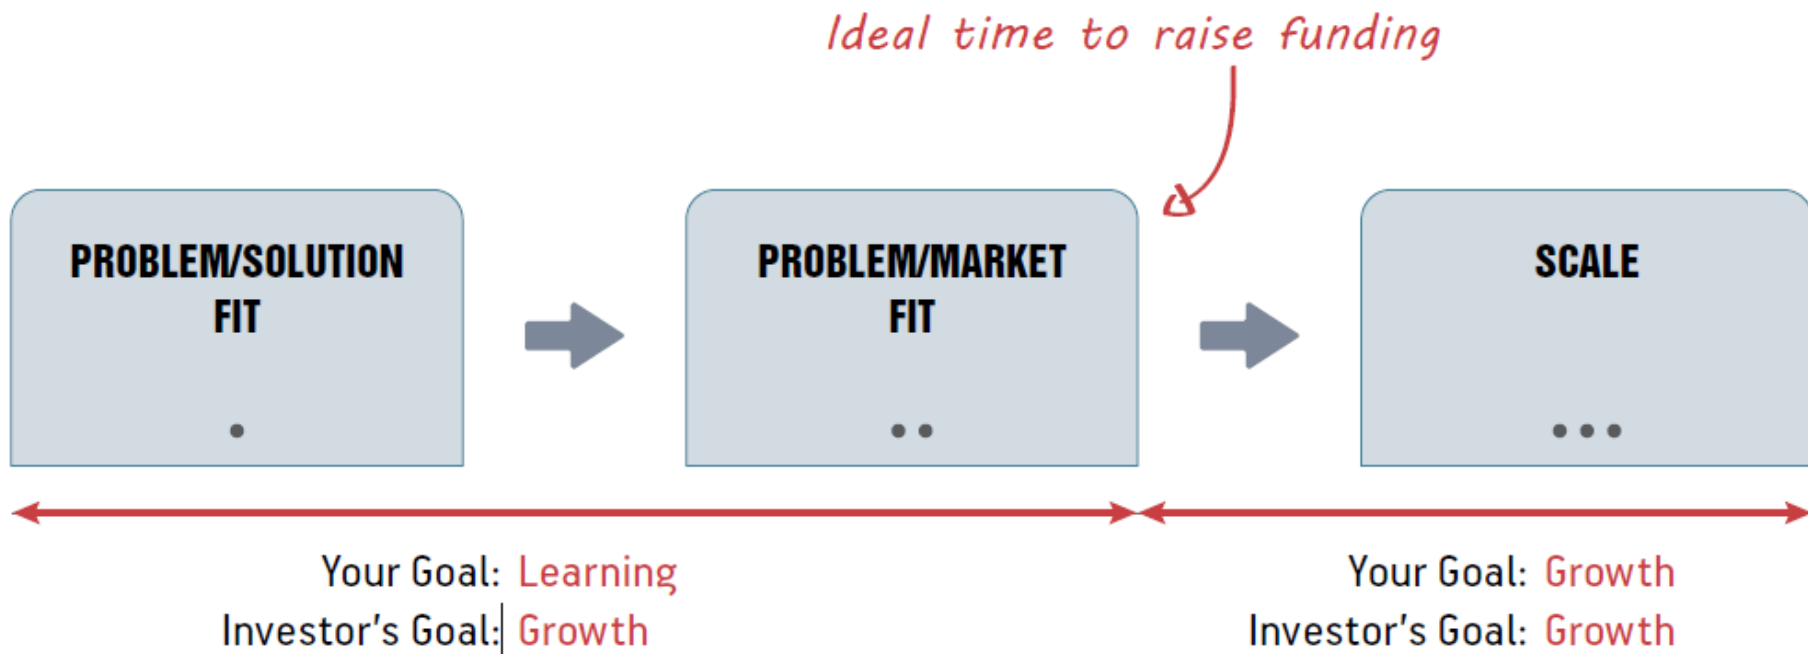 Ideal time to raise funding
PROBLEM/SOLUTION
FIT
PROBLEM/MARKET
FIT
SCALE
Your Goal: Learning
Investor's Goal: Growth
Your Goal: Growth
Investor's Goal: Growth